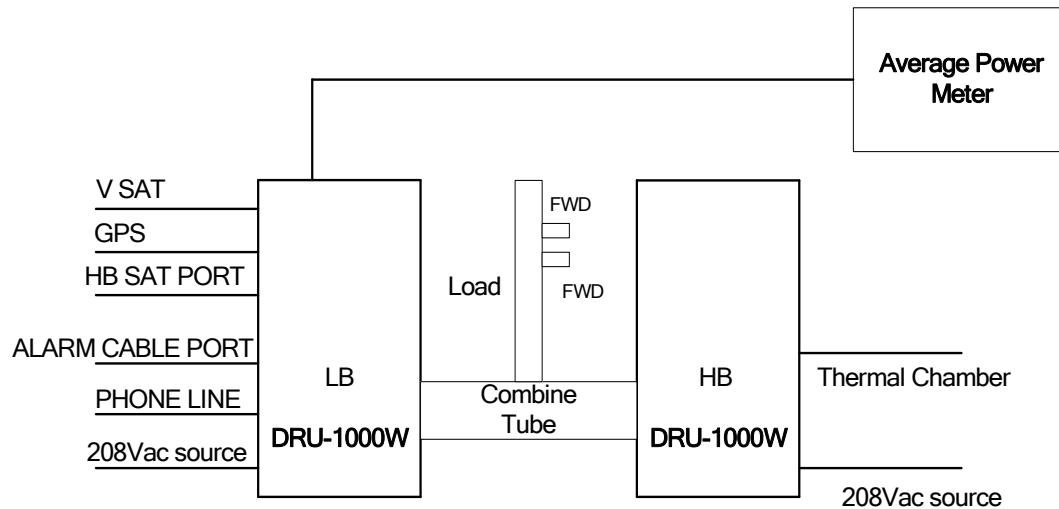 Average Power
Meter
V SAT
GPS
HB SAT PORT
ALARM CABLE PORT
PHONE LINE
208Vac source
LB
DRU-1000W
FWD
Load
FWD
Combine
Tube
HB
DRU-1000W
Thermal Chamber
208Vac source